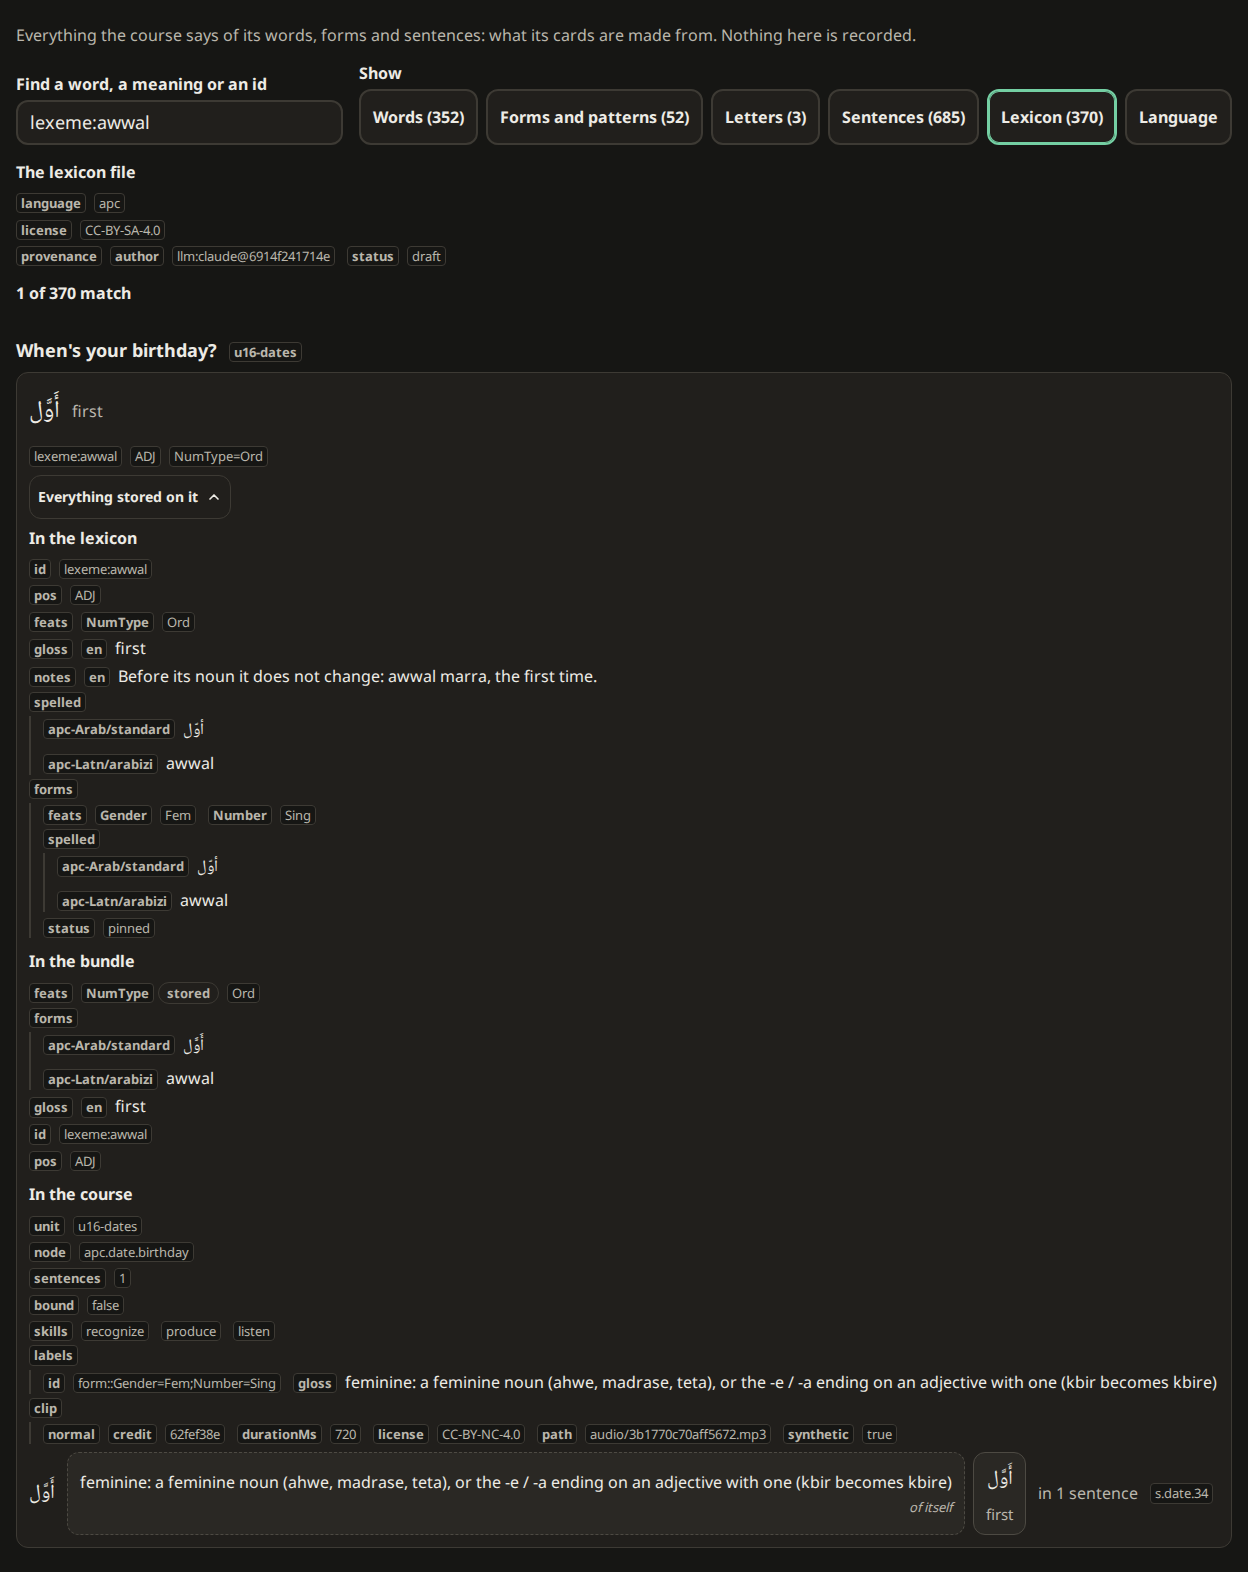 Everything the course says of its words, forms and sentences: what its cards are made from. Nothing here is recorded.
Find a word, a meaning or an id
lexeme:awwal
Show
Words (352) Forms and patterns (52) Letters (3) Sentences (685) Lexicon (370) Language
The lexicon file
language apc
license CC-BY-SA-4.0
provenance author llm:claude@6914f241714e status draft
1 of 370 match
When's your birthday? u16-dates
أَوَّل first
lexeme:awwal ADJ NumType=Ord
Everything stored on it
In the lexicon
id lexeme:awwal
pos ADJ
feats NumType Ord
gloss en first
notes en Before its noun it does not change: awwal marra, the first time.
spelled
apc-Arab/standard أوّل
apc-Latn/arabizi awwal
forms
feats Gender Fem Number Sing
spelled
apc-Arab/standard أوّل
apc-Latn/arabizi awwal
status pinned
In the bundle
feats NumType stored Ord
forms
apc-Arab/standard أَوَّل
apc-Latn/arabizi awwal
gloss en first
id lexeme:awwal
pos ADJ
In the course
unit u16-dates
node apc.date.birthday
sentences 1
bound false
skills recognize produce listen
labels
id form::Gender=Fem;Number=Sing gloss feminine: a feminine noun (ahwe, madrase, teta), or the -e / -a ending on an adjective with one (kbir becomes kbire)
clip
normal credit 62fef38e durationMs 720 license CC-BY-NC-4.0 path audio/3b1770c70aff5672.mp3 synthetic true
أَوَّل feminine: a feminine noun (ahwe, madrase, teta), or the -e / -a ending on an adjective with one (kbir becomes kbire)
of itself
أَوَّل
first
in 1 sentence s.date.34